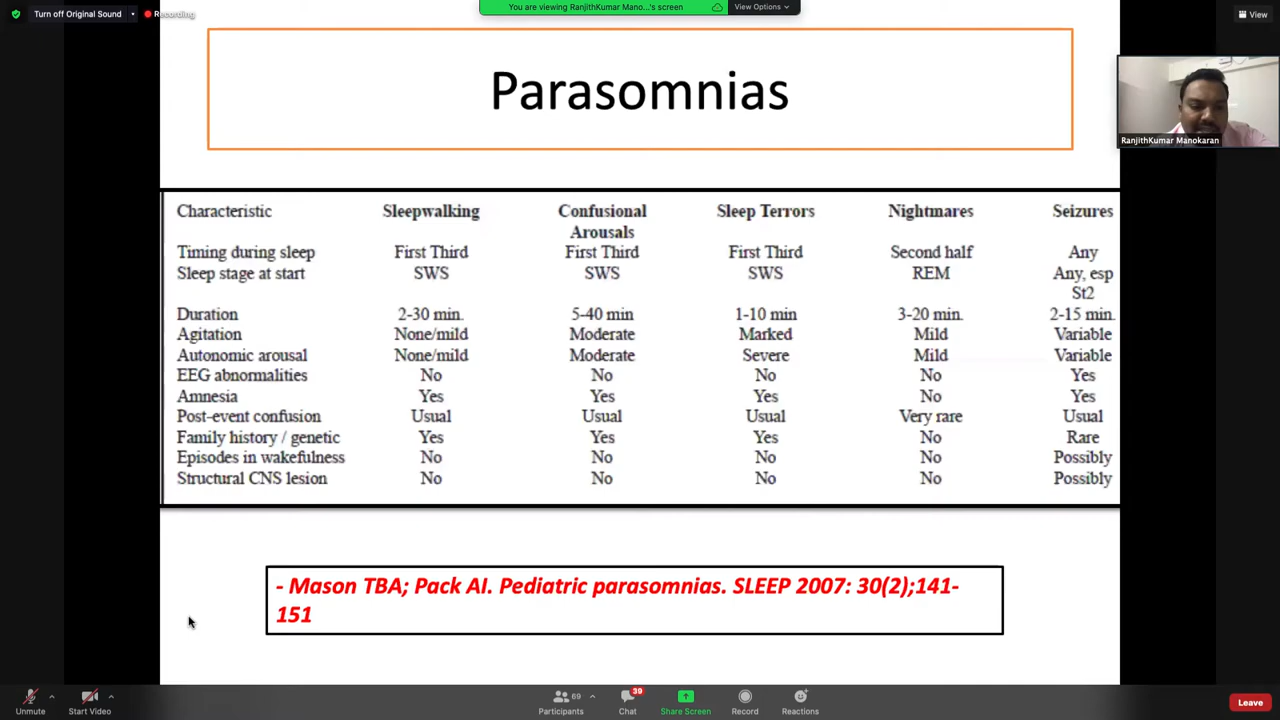 Turn off Original Sound
Recording
You are viewing RanjithKumar Mano...'s screen
View Options
View
Parasomnias
RanjithKumar Manokaran
Characteristic Sleepwalking Confusional Sleep Terrors Nightmares Seizures
Arousals
Timing during sleep First Third First Third First Third Second half Any
Sleep stage at start SWS SWS SWS REM Any, esp
St2
Duration 2-30 min. 5-40 min 1-10 min 3-20 min. 2-15 min.
Agitation None/mild Moderate Marked Mild Variable
Autonomic arousal None/mild Moderate Severe Mild Variable
EEG abnormalities No No No No Yes
Amnesia Yes Yes Yes No Yes
Post-event confusion Usual Usual Usual Very rare Usual
Family history / genetic Yes Yes Yes No Rare
Episodes in wakefulness No No No No Possibly
Structural CNS lesion No No No No Possibly
- Mason TBA; Pack AI. Pediatric parasomnias. SLEEP 2007: 30(2);141-
151
69
39
Unmute Start Video Participants Chat Share Screen Record Reactions Leave